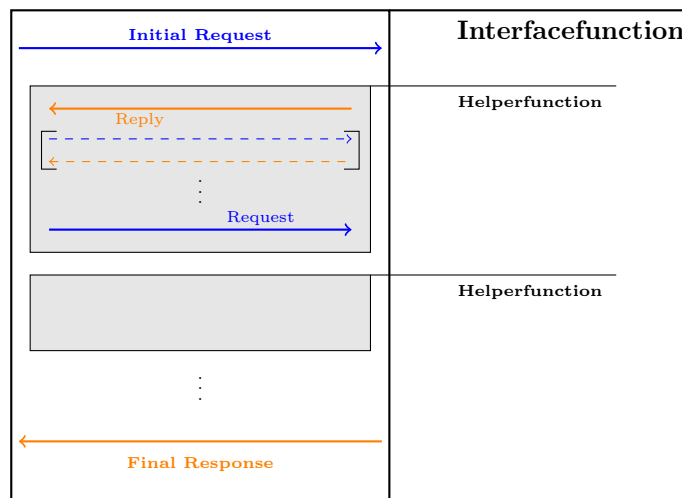 Initial Request
Interfacefunction
Helperfunction
Reply
Request
Helperfunction
Final Response